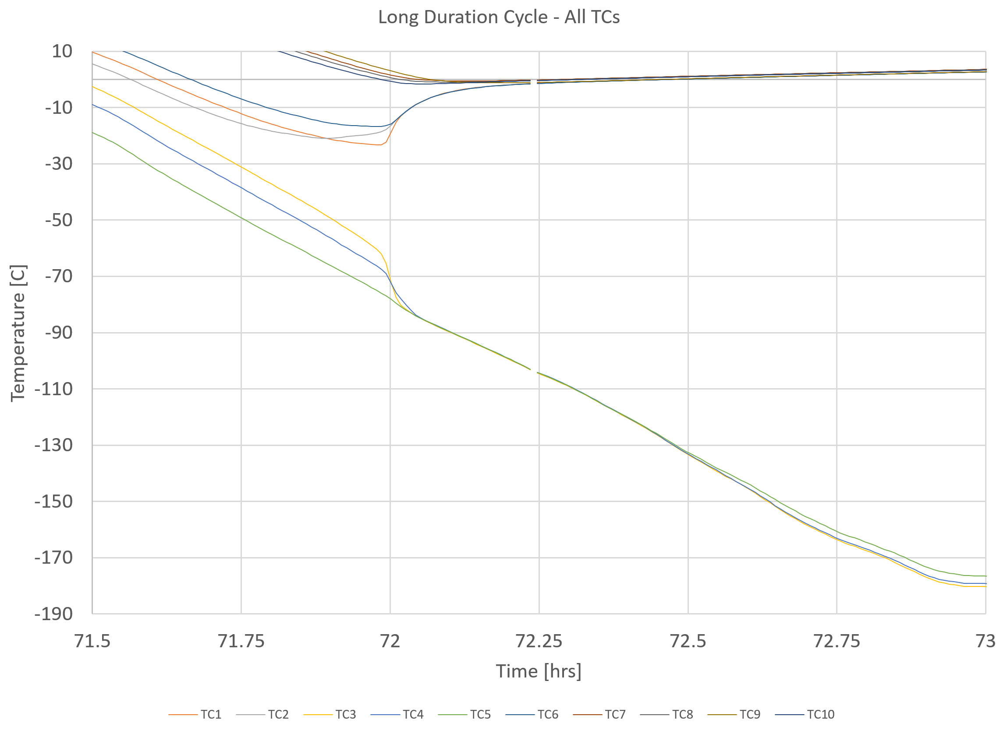 Long Duration Cycle - All TCs
10
-10
-30
-50
-70
-90
-110
-130
-150
-170
-190
Temperature [C]
71.5 71.75 72 72.25 72.5 72.75 73
Time [hrs]
TC1 TC2 TC3 TC4 TC5 TC6 TC7 TC8 TC9 TC10